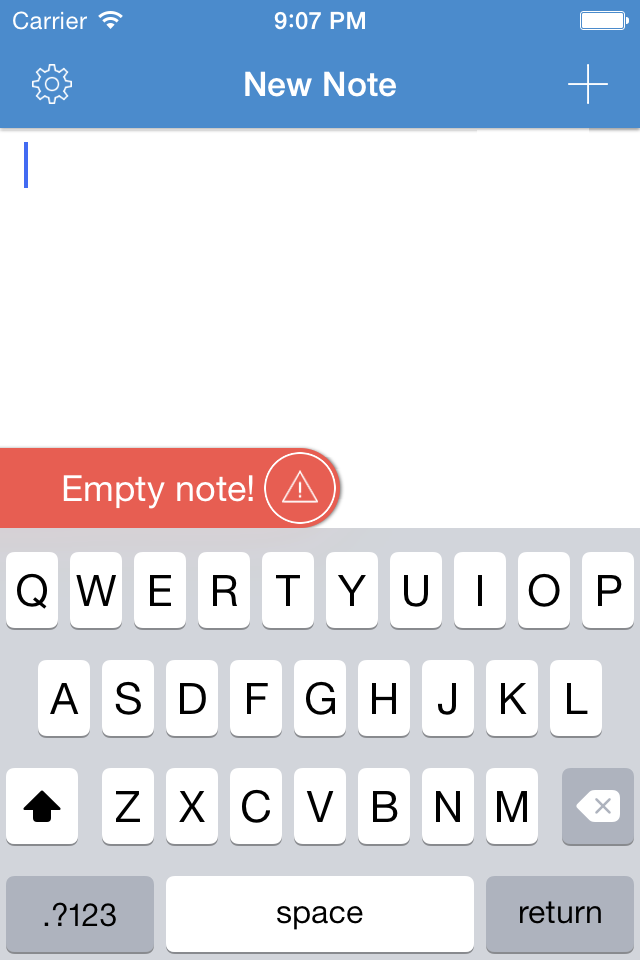 Carrier 9:07 PM
New Note
Empty note!
Q W E R T Y U I O P
A S D F G H J K L
Z X C V B N M
.?123 space return